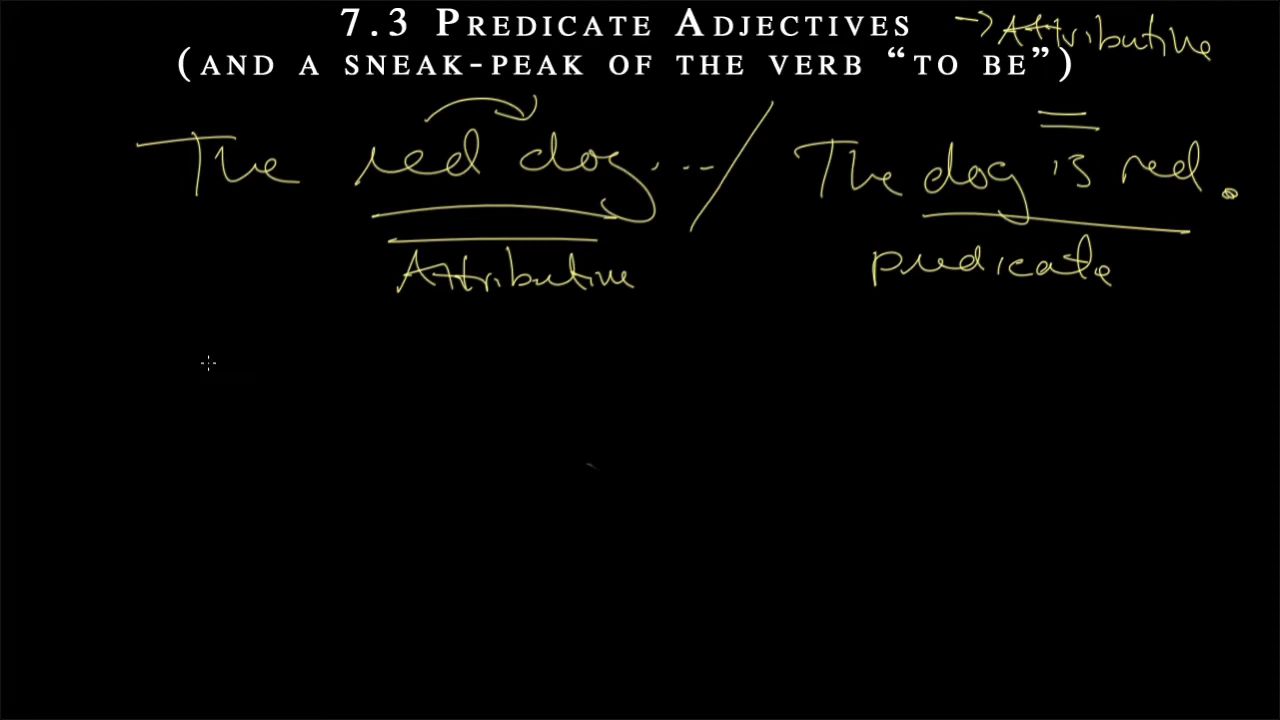 7.3 PREDICATE ADJECTIVES → Attributive
(AND A SNEAK-PEAK OF THE VERB “TO BE”)
The red dog... / The dog is red.
Attributive predicate